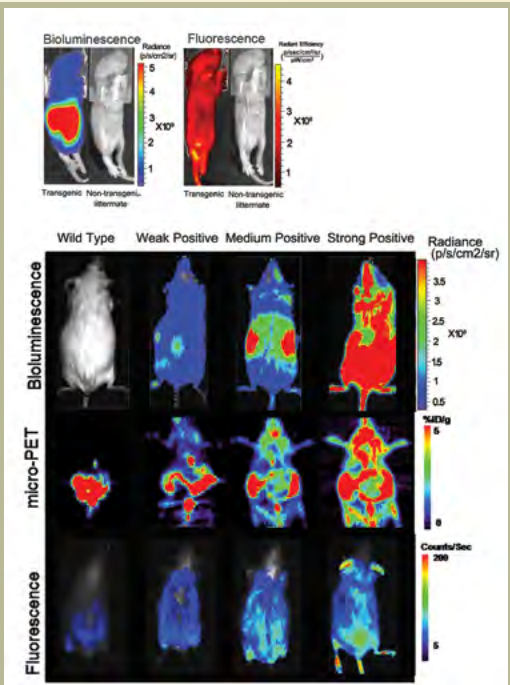 Bioluminescence
Fluorescence
Radiance
(p/s/cm2/sr)
5
4
3
2
1
X10⁹
Radiant Efficiency
4
3
2
1
Transgenic
Non-transgenic
littermate
Transgenic
Non-transgenic
littermate
Wild Type
Weak Positive
Medium Positive
Strong Positive
Radiance
(p/s/cm2/sr)
Bioluminescence
3.5
3
2.5
2
1.5
1
0.5
micro-PET
%ID/g
5
0
Fluorescence
Counts/Sec
200
5